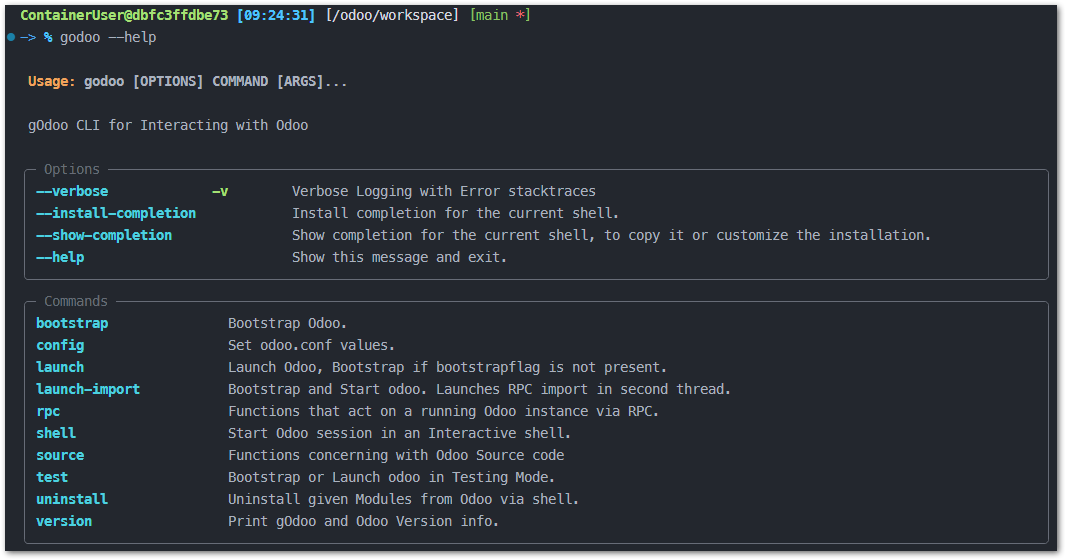 ContainerUser@dbfc3ffdbe73 [09:24:31] [/odoo/workspace] [main *]
-> % godoo --help
Usage: godoo [OPTIONS] COMMAND [ARGS]...
gOdoo CLI for Interacting with Odoo
Options
--verbose -v Verbose Logging with Error stacktraces
--install-completion Install completion for the current shell.
--show-completion Show completion for the current shell, to copy it or customize the installation.
--help Show this message and exit.
Commands
bootstrap Bootstrap Odoo.
config Set odoo.conf values.
launch Launch Odoo, Bootstrap if bootstrapflag is not present.
launch-import Bootstrap and Start odoo. Launches RPC import in second thread.
rpc Functions that act on a running Odoo instance via RPC.
shell Start Odoo session in an Interactive shell.
source Functions concerning with Odoo Source code
test Bootstrap or Launch odoo in Testing Mode.
uninstall Uninstall given Modules from Odoo via shell.
version Print gOdoo and Odoo Version info.